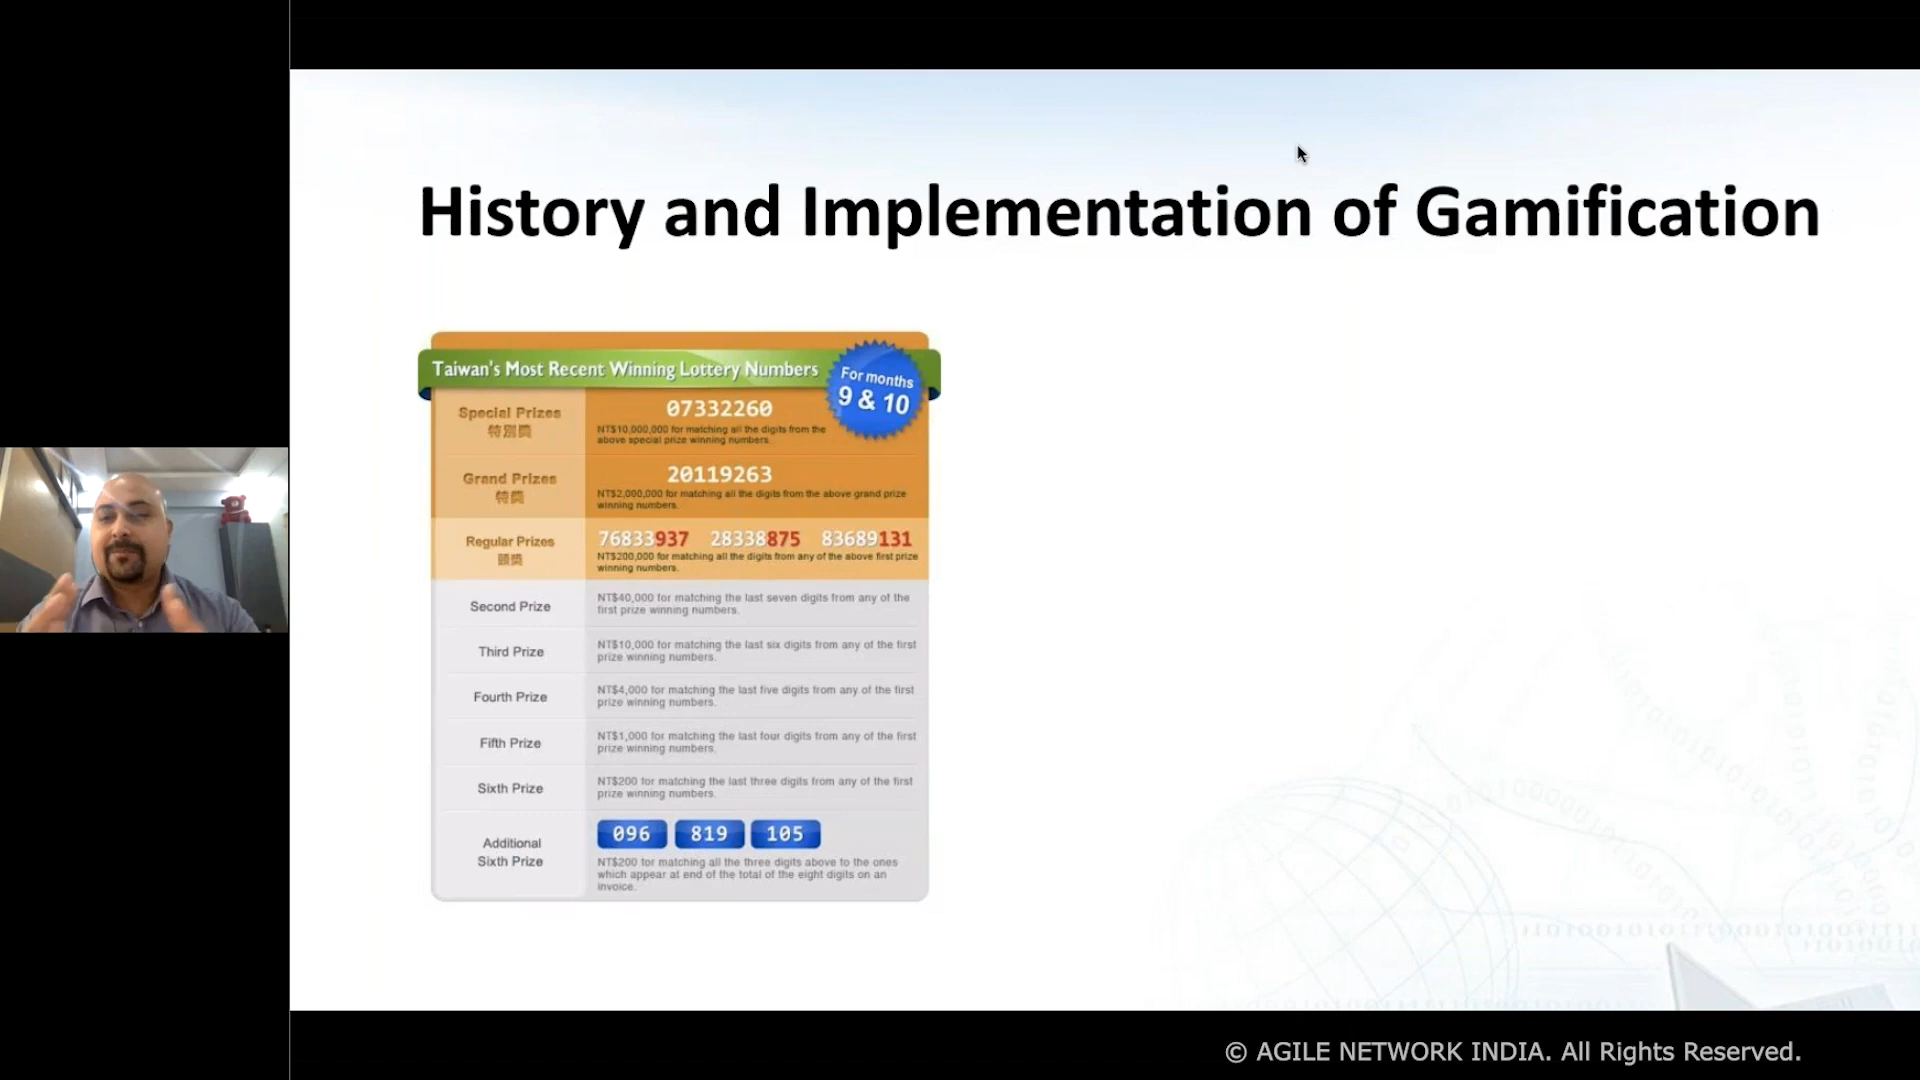 History and Implementation of Gamification
Taiwan's Most Recent Winning Lottery Numbers
For months
9 & 10
Special Prizes
特別獎
07332260
NT$10,000,000 for matching all the digits from the
above special prize winning numbers.
Grand Prizes
特獎
20119263
NT$2,000,000 for matching all the digits from the above grand prize
winning numbers.
Regular Prizes
頭獎
76833937 28338875 83689131
NT$200,000 for matching all the digits from any of the above first prize
winning numbers.
Second Prize
NT$40,000 for matching the last seven digits from any of the
first prize winning numbers.
Third Prize
NT$10,000 for matching the last six digits from any of the first
prize winning numbers.
Fourth Prize
NT$4,000 for matching the last five digits from any of the first
prize winning numbers.
Fifth Prize
NT$1,000 for matching the last four digits from any of the first
prize winning numbers.
Sixth Prize
NT$200 for matching the last three digits from any of the first
prize winning numbers.
Additional
Sixth Prize
096 819 105
NT$200 for matching all the three digits above to the ones
which appear at end of the total of the eight digits on an
invoice.
© AGILE NETWORK INDIA. All Rights Reserved.